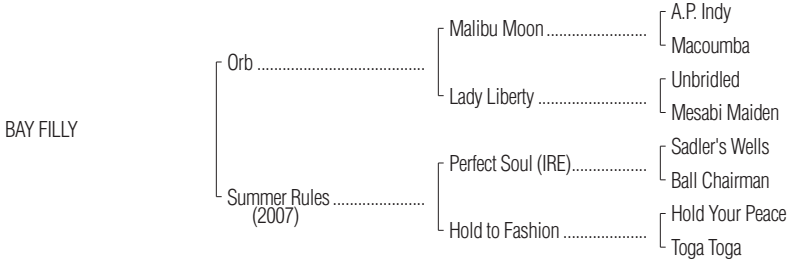 A.P. Indy
Malibu Moon ........................
Macoumba
Orb ........................................
Unbridled
Lady Liberty ..........................
Mesabi Maiden
BAY FILLY
Sadler's Wells
Perfect Soul (IRE)..................
Ball Chairman
Summer Rules ......................
(2007)
Hold Your Peace
Hold to Fashion ....................
Toga Toga